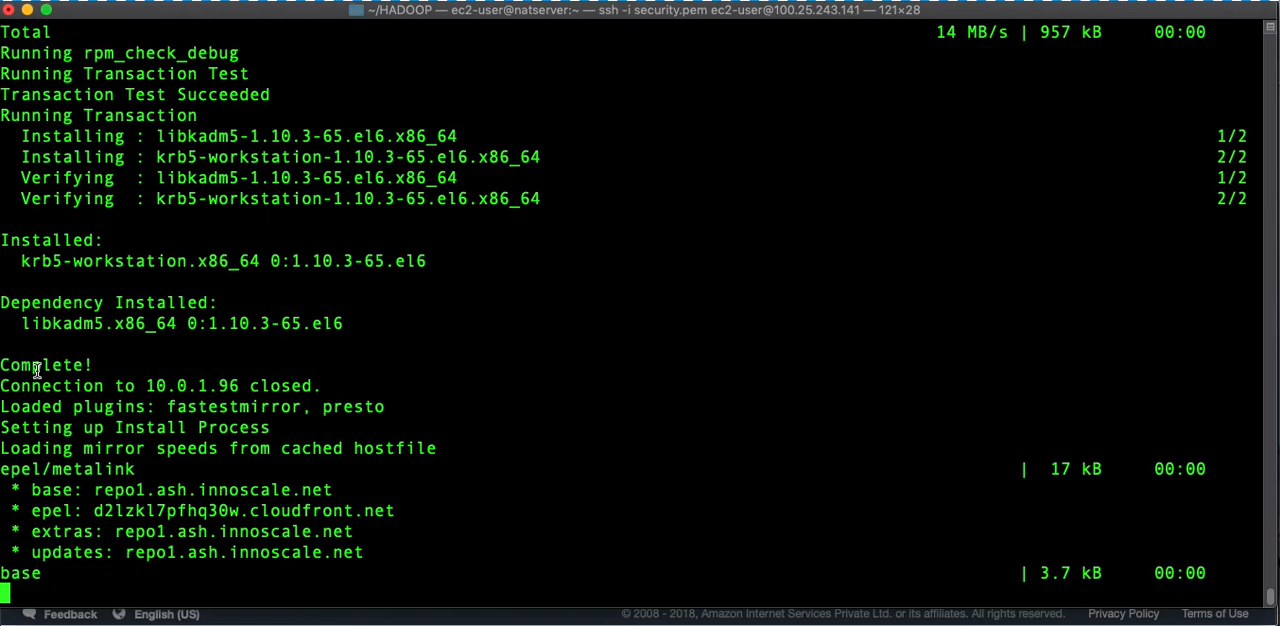 ~/HADOOP — ec2-user@natserver:~ — ssh -i security.pem ec2-user@100.25.243.141 — 121×28
Total 14 MB/s | 957 kB 00:00
Running rpm_check_debug
Running Transaction Test
Transaction Test Succeeded
Running Transaction
Installing : libkadm5-1.10.3-65.el6.x86_64 1/2
Installing : krb5-workstation-1.10.3-65.el6.x86_64 2/2
Verifying : libkadm5-1.10.3-65.el6.x86_64 1/2
Verifying : krb5-workstation-1.10.3-65.el6.x86_64 2/2
Installed:
krb5-workstation.x86_64 0:1.10.3-65.el6
Dependency Installed:
libkadm5.x86_64 0:1.10.3-65.el6
Complete!
Connection to 10.0.1.96 closed.
Loaded plugins: fastestmirror, presto
Setting up Install Process
Loading mirror speeds from cached hostfile
epel/metalink | 17 kB 00:00
* base: repo1.ash.innoscale.net
* epel: d2lzkl7pfhq30w.cloudfront.net
* extras: repo1.ash.innoscale.net
* updates: repo1.ash.innoscale.net
base | 3.7 kB 00:00
Feedback English (US) © 2008 - 2018, Amazon Internet Services Private Ltd. or its affiliates. All rights reserved. Privacy Policy Terms of Use